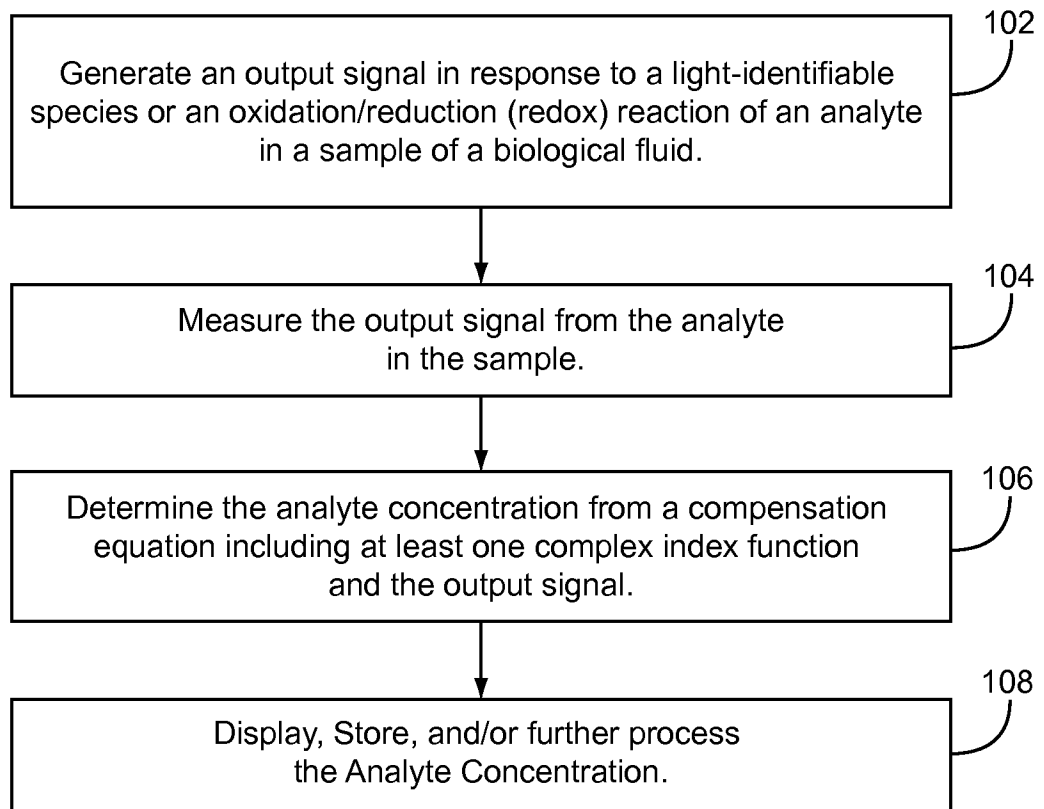 102
Generate an output signal in response to a light-identifiable
species or an oxidation/reduction (redox) reaction of an analyte
in a sample of a biological fluid.
104
Measure the output signal from the analyte
in the sample.
106
Determine the analyte concentration from a compensation
equation including at least one complex index function
and the output signal.
108
Display, Store, and/or further process
the Analyte Concentration.